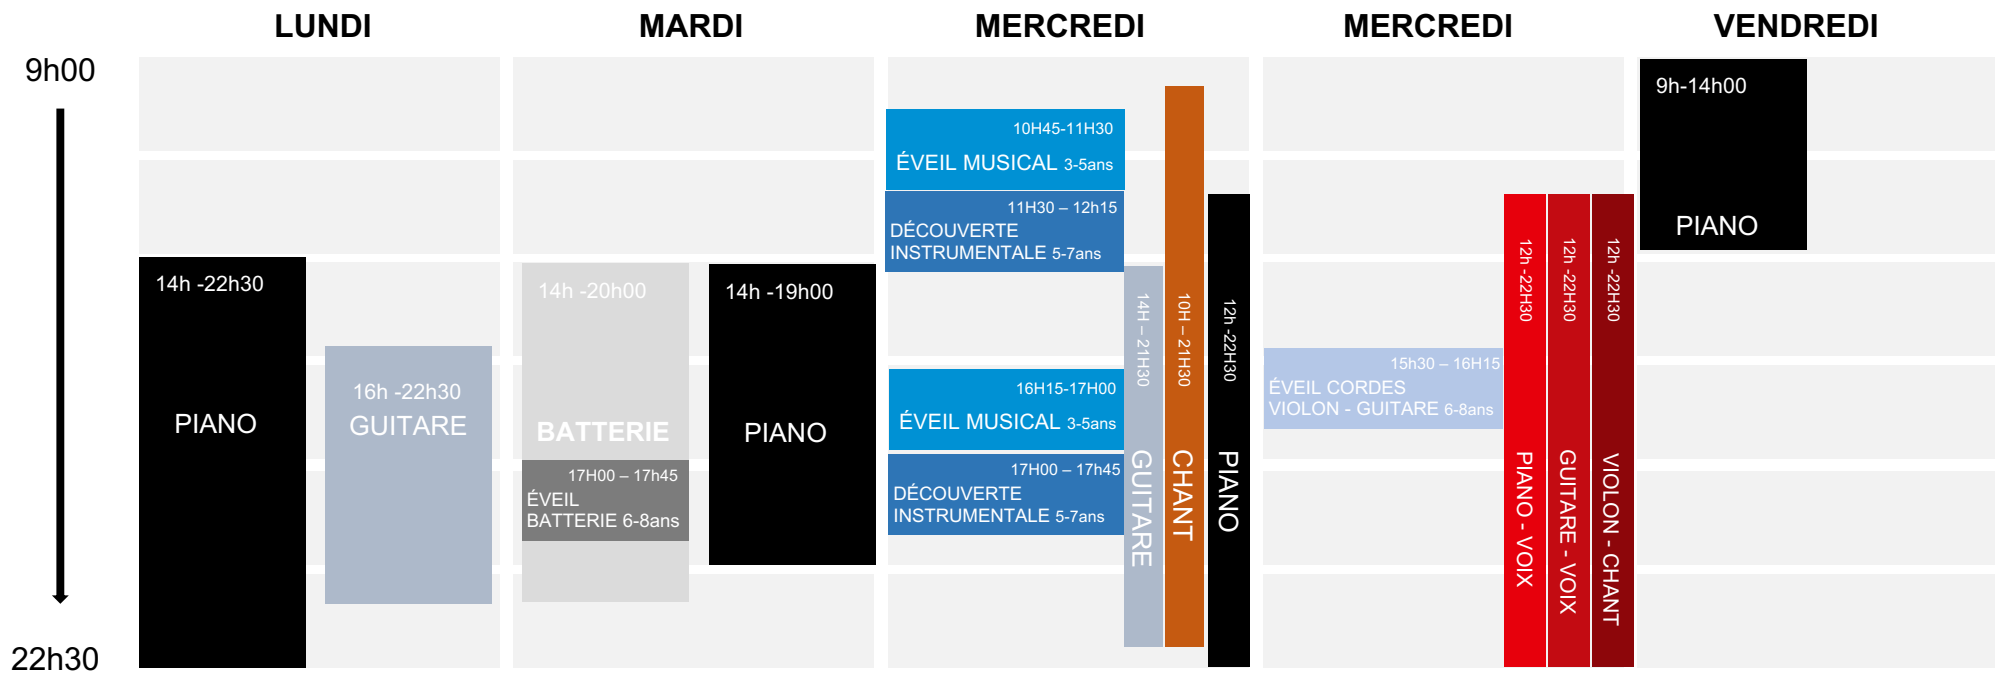 LUNDI
MARDI
MERCREDI
MERCREDI
VENDREDI
9h00
22h30
14h -22h30
PIANO
16h -22h30
GUITARE
14h -20h00
BATTERIE
17H00 – 17h45
ÉVEIL
BATTERIE 6-8ans
14h -19h00
PIANO
10H45-11H30
ÉVEIL MUSICAL 3-5ans
11H30 – 12h15
DÉCOUVERTE
INSTRUMENTALE 5-7ans
16H15-17H00
ÉVEIL MUSICAL 3-5ans
17H00 – 17h45
DÉCOUVERTE
INSTRUMENTALE 5-7ans
14H – 21H30
GUITARE
10H – 21H30
CHANT
12h -22H30
PIANO
15h30 – 16H15
ÉVEIL CORDES
VIOLON - GUITARE 6-8ans
12h -22H30
PIANO - VOIX
12h -22H30
GUITARE - VOIX
12h -22H30
VIOLON - CHANT
9h-14h00
PIANO